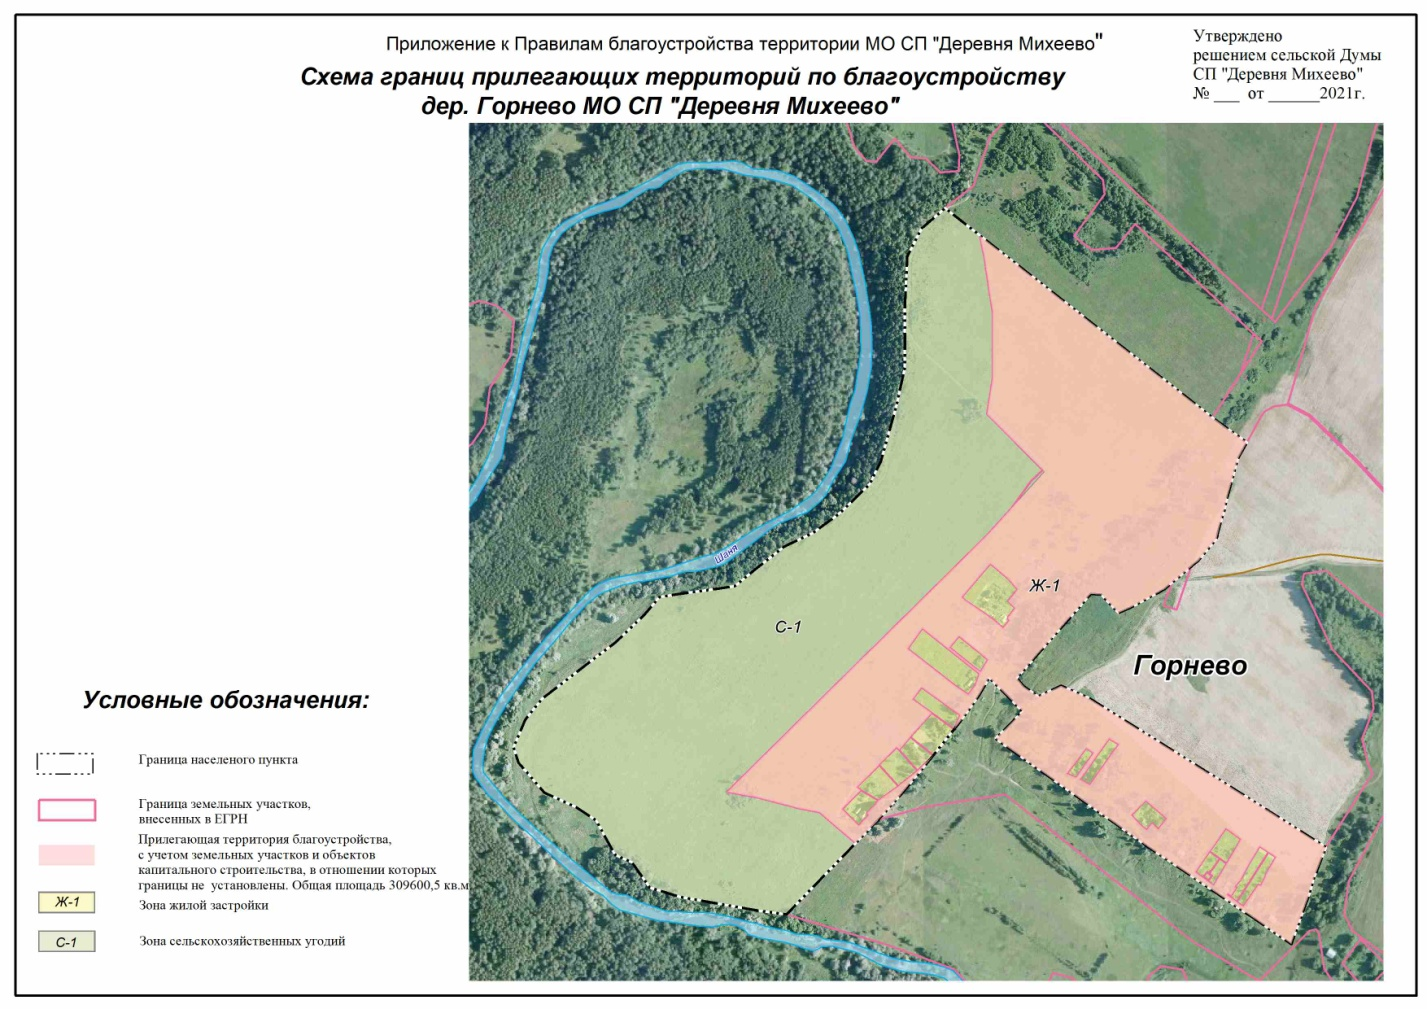 Приложение к Правилам благоустройства территории МО СП "Деревня Михеево"
Утверждено
решением сельской Думы
СП "Деревня Михеево"
№ ___ от ______2021г.
Схема границ прилегающих территорий по благоустройству
дер. Горнево МО СП "Деревня Михеево"
Шаня
Ж-1
С-1
Горнево
Условные обозначения:
Граница населеного пункта
Граница земельных участков,
внесенных в ЕГРН
Прилегающая территория благоустройства,
с учетом земельных участков и объектов
капитального строительства, в отношении которых
границы не установлены. Общая площадь 309600,5 кв.м
Ж-1
Зона жилой застройки
С-1
Зона сельскохозяйственных угодий